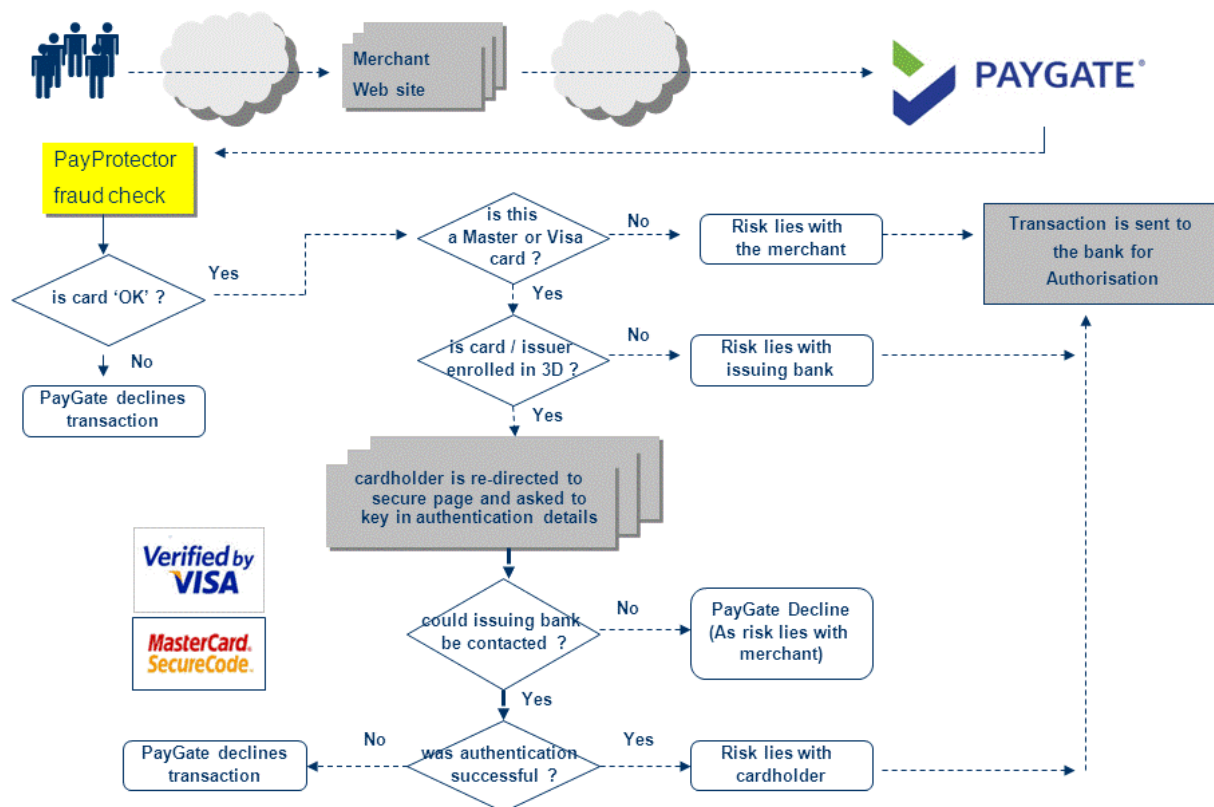 Merchant
Web site
PAYGATE®
PayProtector
fraud check
is this
a Master or Visa
card ?
No
Risk lies with
the merchant
Transaction is sent to
the bank for
Authorisation
Yes
is card ‘OK’ ?
Yes
No
is card / issuer
enrolled in 3D ?
No
Risk lies with
issuing bank
PayGate declines
transaction
Yes
cardholder is re-directed to
secure page and asked to
key in authentication details
Verified by
VISA
MasterCard.
SecureCode.
could issuing bank
be contacted ?
No
PayGate Decline
(As risk lies with
merchant)
Yes
PayGate declines
transaction
No
was authentication
successful ?
Yes
Risk lies with
cardholder